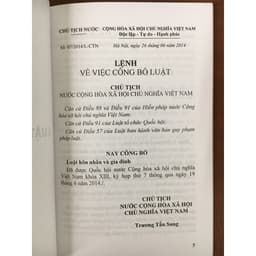 CHỦ TỊCH NƯỚC CỘNG HÒA XÃ HỘI CHỦ NGHĨA VIỆT NAM
Độc lập - Tự do - Hạnh phúc
Số: 07/2014/L-CTN Hà Nội, ngày 26 tháng 06 năm 2014
LỆNH
VỀ VIỆC CÔNG BỐ LUẬT
CHỦ TỊCH
NƯỚC CỘNG HÒA XÃ HỘI CHỦ NGHĨA VIỆT NAM
Căn cứ Điều 88 và Điều 91 của Hiến pháp nước Cộng
hòa xã hội chủ nghĩa Việt Nam;
Căn cứ Điều 91 của Luật tổ chức Quốc hội;
Căn cứ Điều 57 của Luật ban hành văn bản quy phạm
pháp luật,
NAY CÔNG BỐ
Luật hôn nhân và gia đình
Đã được Quốc hội nước Cộng hòa xã hội chủ nghĩa
Việt Nam khóa XIII, kỳ họp thứ 7 thông qua ngày 19
tháng 6 năm 2014./.
CHỦ TỊCH
NƯỚC CỘNG HÒA XÃ HỘI
CHỦ NGHĨA VIỆT NAM
Trương Tấn Sang
5